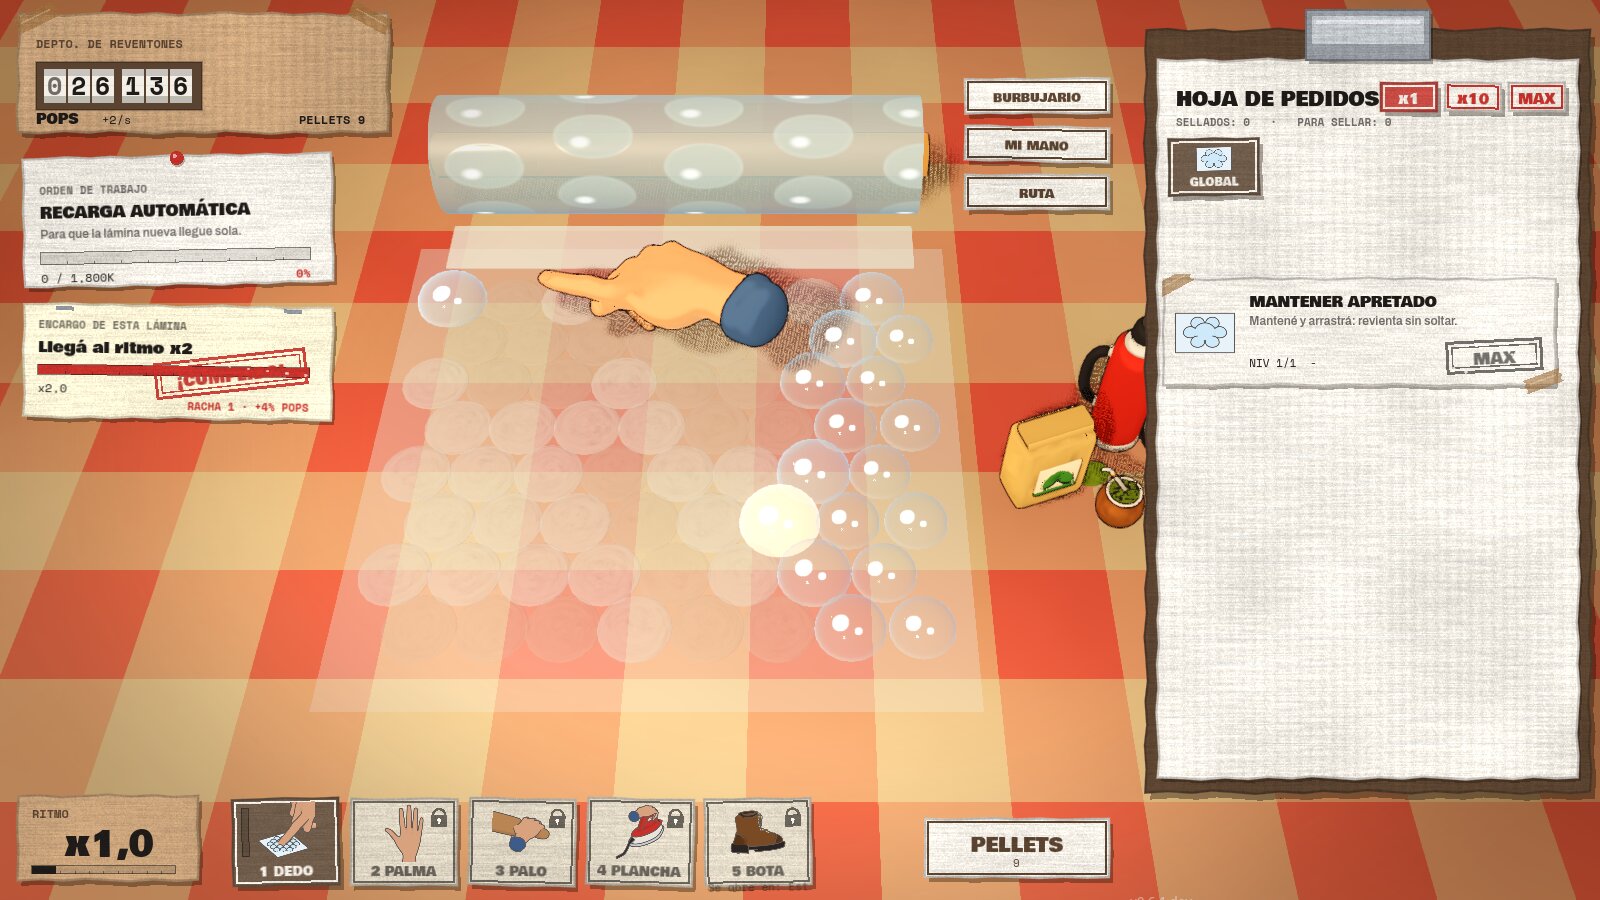 DEPTO. DE REVENTONES
026136
POPS +2/s PELLETS 9
ORDEN DE TRABAJO
RECARGA AUTOMÁTICA
Para que la lámina nueva llegue sola.
0 / 1.800K 0%
ENCARGO DE ESTA LÁMINA
Llegá al ritmo x2
x2.0
RACHA 1 · +4% POPS
BURBUJARIO
MI MANO
RUTA
HOJA DE PEDIDOS x1 x10 MAX
SELLADOS: 0 · PARA SELLAR: 0
GLOBAL
MANTENER APRETADO
Mantené y arrastrá: revienta sin soltar.
NIV 1/1 -
MAX
RITMO
x1,0
1 DEDO
2 PALMA
3 PALO
4 PLANCHA
5 BOTA
Se abre en: Est
PELLETS
9